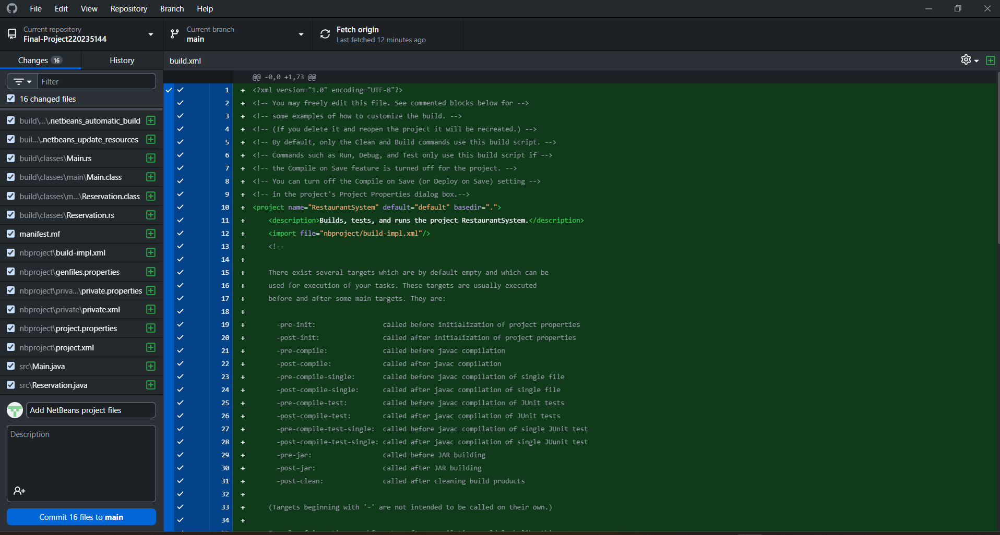 File Edit View Repository Branch Help
Current repository
Final-Project220235144
Current branch
main
Fetch origin
Last fetched 12 minutes ago
Changes 16
History
Filter
16 changed files
build\...\.netbeans_automatic_build
buil...\.netbeans_update_resources
build\classes\Main.rs
build\classes\main\Main.class
build\classes\m...\Reservation.class
build\classes\Reservation.rs
manifest.mf
nbproject\build-impl.xml
nbproject\genfiles.properties
nbproject\priva...\private.properties
nbproject\private\private.xml
nbproject\project.properties
nbproject\project.xml
src\Main.java
src\Reservation.java
Add NetBeans project files
Description
Commit 16 files to main
build.xml
@@ -0,0 +1,73 @@
1 + <?xml version="1.0" encoding="UTF-8"?>
2 + <!-- You may freely edit this file. See commented blocks below for -->
3 + <!-- some examples of how to customize the build. -->
4 + <!-- (If you delete it and reopen the project it will be recreated.) -->
5 + <!-- By default, only the Clean and Build commands use this build script. -->
6 + <!-- Commands such as Run, Debug, and Test only use this build script if -->
7 + <!-- the Compile on Save feature is turned off for the project. -->
8 + <!-- You can turn off the Compile on Save (or Deploy on Save) setting -->
9 + <!-- in the project's Project Properties dialog box.-->
10 + <project name="RestaurantSystem" default="default" basedir=".">
11 + <description>Builds, tests, and runs the project RestaurantSystem.</description>
12 + <import file="nbproject/build-impl.xml"/>
13 + <!--
14 +
15 + There exist several targets which are by default empty and which can be
16 + used for execution of your tasks. These targets are usually executed
17 + before and after some main targets. They are:
18 +
19 + -pre-init: called before initialization of project properties
20 + -post-init: called after initialization of project properties
21 + -pre-compile: called before javac compilation
22 + -post-compile: called after javac compilation
23 + -pre-compile-single: called before javac compilation of single file
24 + -post-compile-single: called after javac compilation of single file
25 + -pre-compile-test: called before javac compilation of JUnit tests
26 + -post-compile-test: called after javac compilation of JUnit tests
27 + -pre-compile-test-single: called before javac compilation of single JUnit test
28 + -post-compile-test-single: called after javac compilation of single JUunit test
29 + -pre-jar: called before JAR building
30 + -post-jar: called after JAR building
31 + -post-clean: called after cleaning build products
32 +
33 + (Targets beginning with '-' are not intended to be called on their own.)
34 +